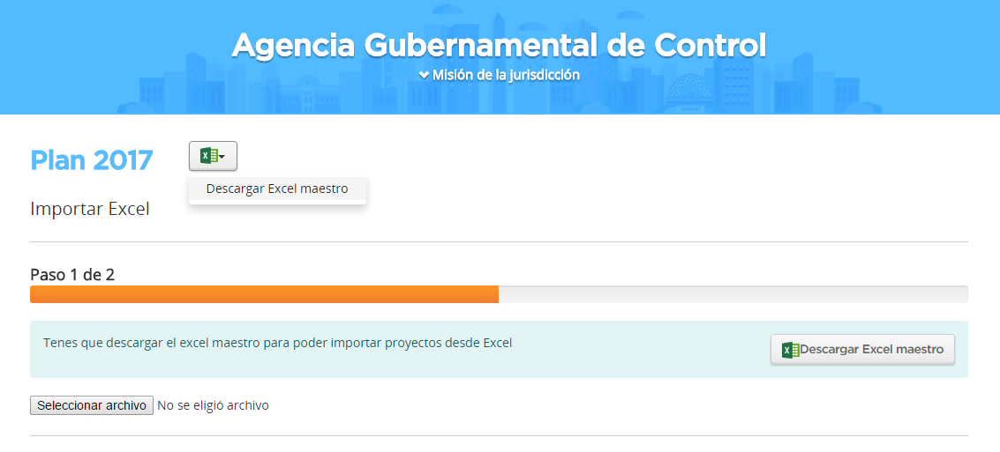 Agencia Gubernamental de Control
Misión de la jurisdicción
Plan 2017
Descargar Excel maestro
Importar Excel
Paso 1 de 2
Tenes que descargar el excel maestro para poder importar proyectos desde Excel
Descargar Excel maestro
Seleccionar archivo No se eligió archivo